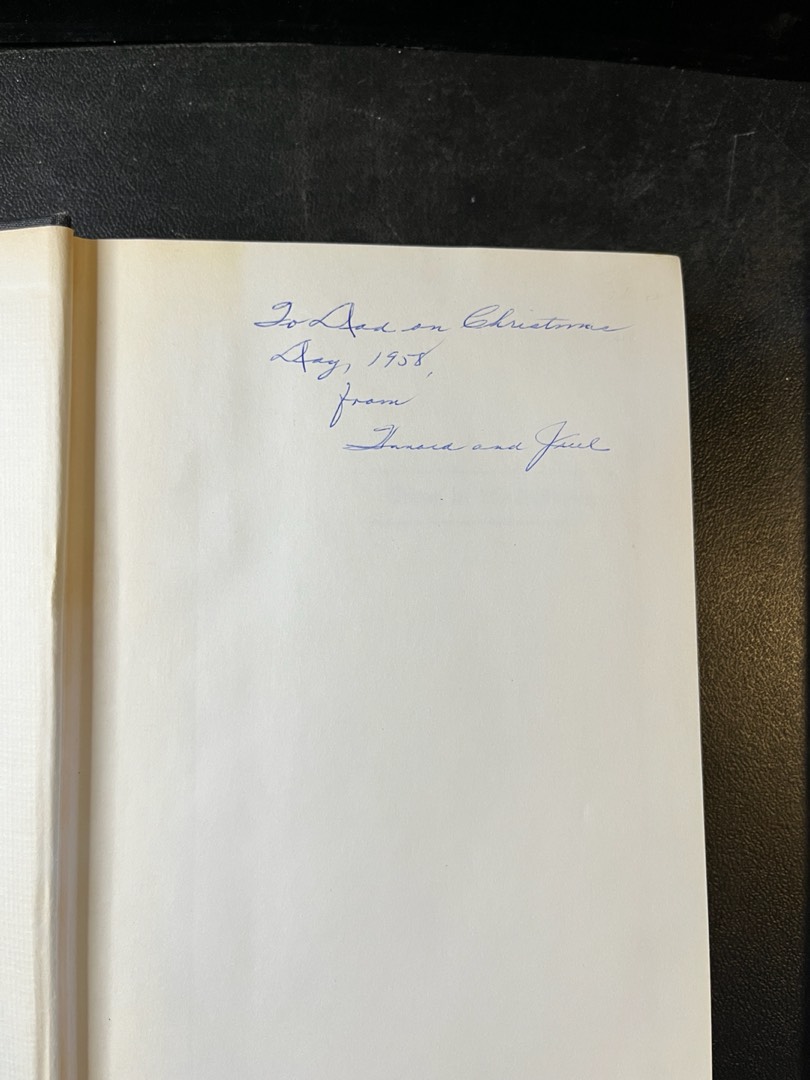 To Dad on Christmas
Day, 1958,
from
and